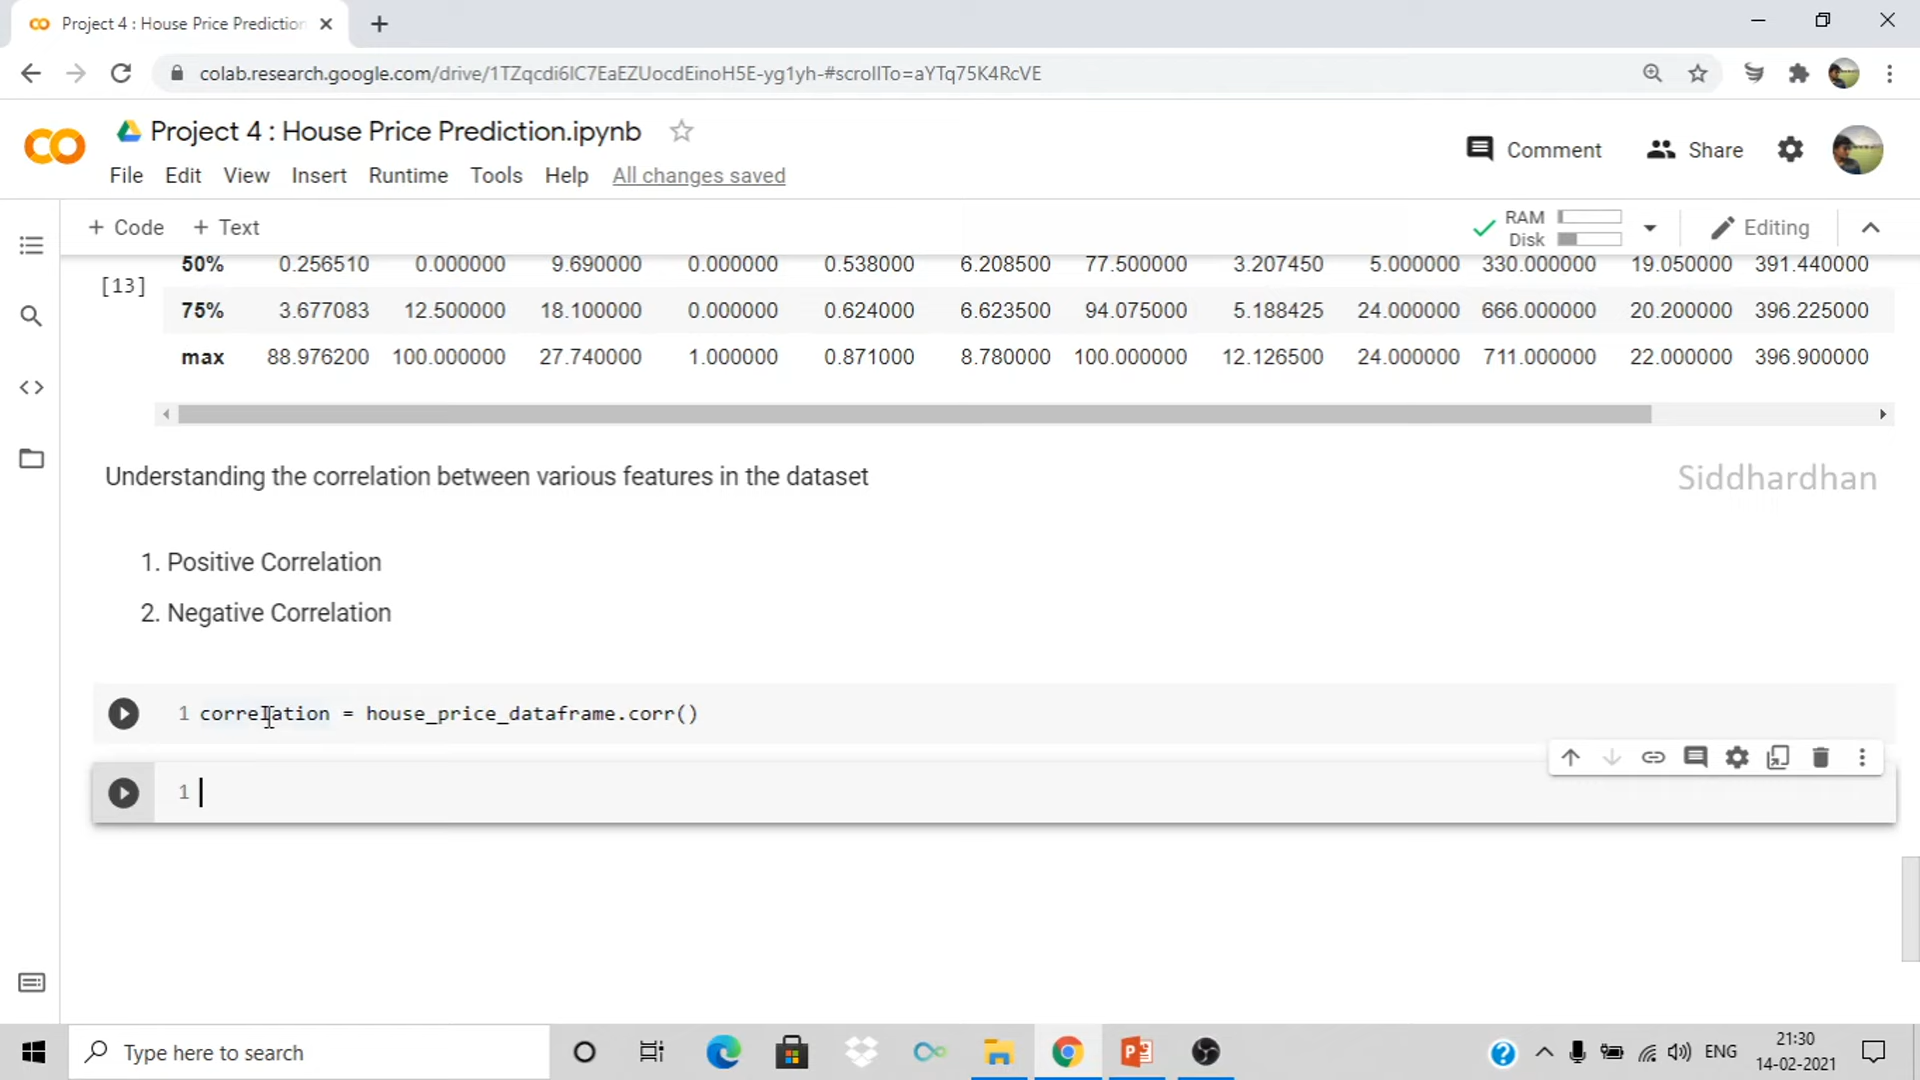 Project 4 : House Price Prediction
colab.research.google.com/drive/1TZqcdi6IC7EaEZUocdEinoH5E-yg1yh-#scrollTo=aYTq75K4RcVE
Project 4 : House Price Prediction.ipynb
Comment Share
File Edit View Insert Runtime Tools Help All changes saved
+ Code + Text
RAM
Disk
Editing
[13]
50% 0.256510 0.000000 9.690000 0.000000 0.538000 6.208500 77.500000 3.207450 5.000000 330.000000 19.050000 391.440000
75% 3.677083 12.500000 18.100000 0.000000 0.624000 6.623500 94.075000 5.188425 24.000000 666.000000 20.200000 396.225000
max 88.976200 100.000000 27.740000 1.000000 0.871000 8.780000 100.000000 12.126500 24.000000 711.000000 22.000000 396.900000
Understanding the correlation between various features in the dataset
Siddhardhan
1. Positive Correlation
2. Negative Correlation
1 correlation = house_price_dataframe.corr()
1
Type here to search
ENG
21:30
14-02-2021